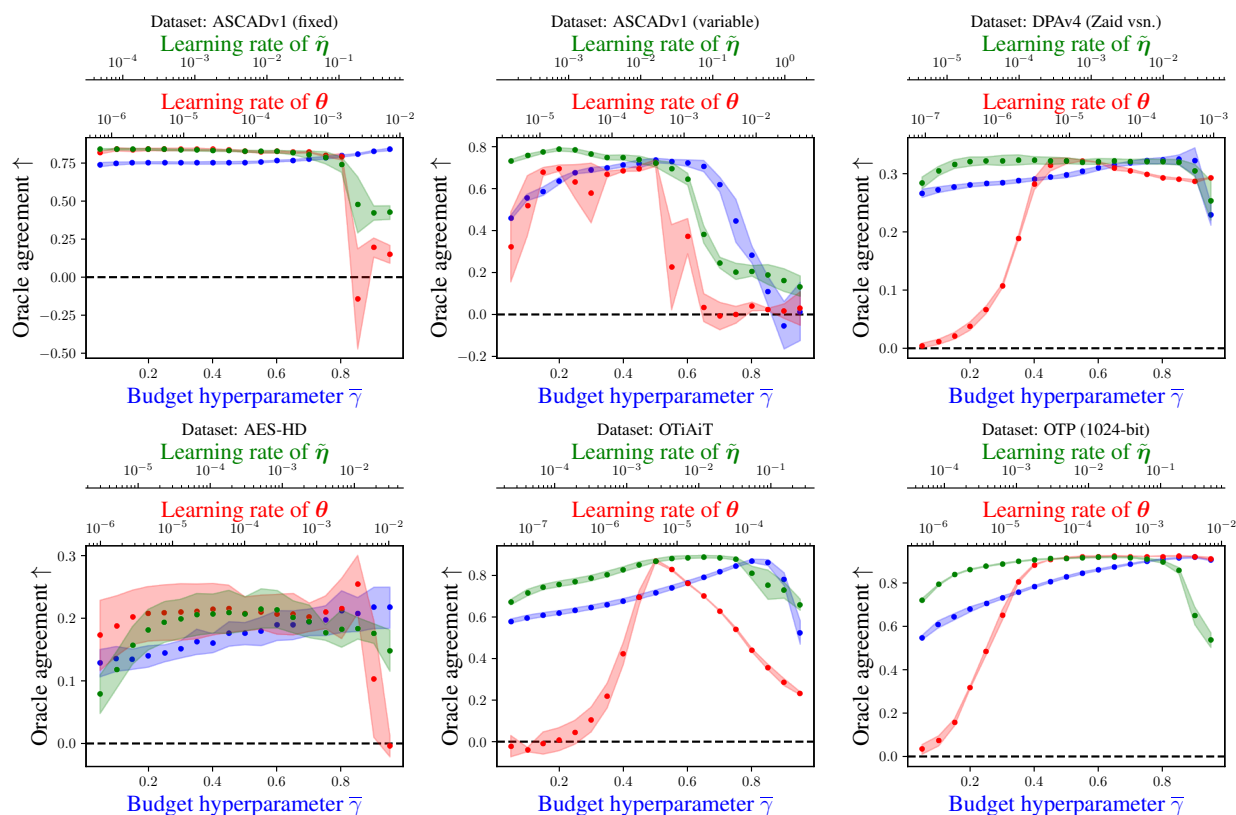 Dataset: ASCADv1 (fixed)
Learning rate of η̃
10⁻⁴ 10⁻³ 10⁻² 10⁻¹
Learning rate of θ
10⁻⁶ 10⁻⁵ 10⁻⁴ 10⁻³ 10⁻²
Oracle agreement ↑
0.75
0.50
0.25
0.00
−0.25
−0.50
0.2 0.4 0.6 0.8
Budget hyperparameter γ̅
Dataset: ASCADv1 (variable)
Learning rate of η̃
10⁻³ 10⁻² 10⁻¹ 10⁰
Learning rate of θ
10⁻⁵ 10⁻⁴ 10⁻³ 10⁻²
Oracle agreement ↑
0.8
0.6
0.4
0.2
0.0
−0.2
0.2 0.4 0.6 0.8
Budget hyperparameter γ̅
Dataset: DPAv4 (Zaid vsn.)
Learning rate of η̃
10⁻⁵ 10⁻⁴ 10⁻³ 10⁻²
Learning rate of θ
10⁻⁷ 10⁻⁶ 10⁻⁵ 10⁻⁴ 10⁻³
Oracle agreement ↑
0.3
0.2
0.1
0.0
0.2 0.4 0.6 0.8
Budget hyperparameter γ̅
Dataset: AES-HD
Learning rate of η̃
10⁻⁵ 10⁻⁴ 10⁻³ 10⁻²
Learning rate of θ
10⁻⁶ 10⁻⁵ 10⁻⁴ 10⁻³ 10⁻²
Oracle agreement ↑
0.3
0.2
0.1
0.0
0.2 0.4 0.6 0.8
Budget hyperparameter γ̅
Dataset: OTiAiT
Learning rate of η̃
10⁻⁴ 10⁻³ 10⁻² 10⁻¹
Learning rate of θ
10⁻⁷ 10⁻⁶ 10⁻⁵ 10⁻⁴
Oracle agreement ↑
0.8
0.6
0.4
0.2
0.0
0.2 0.4 0.6 0.8
Budget hyperparameter γ̅
Dataset: OTP (1024-bit)
Learning rate of η̃
10⁻⁴ 10⁻³ 10⁻² 10⁻¹
Learning rate of θ
10⁻⁶ 10⁻⁵ 10⁻⁴ 10⁻³ 10⁻²
Oracle agreement ↑
0.8
0.6
0.4
0.2
0.0
0.2 0.4 0.6 0.8
Budget hyperparameter γ̅